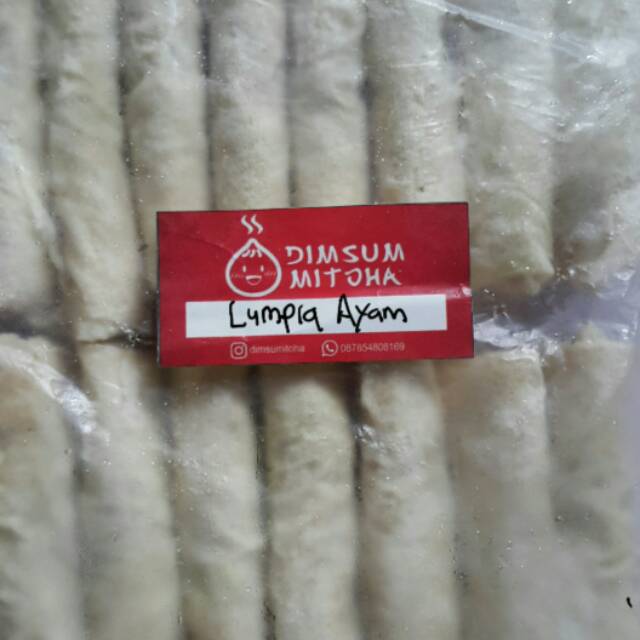 DIMSUM
MITOHA
Lumpia Ayam
dimsumitoha 087854808169